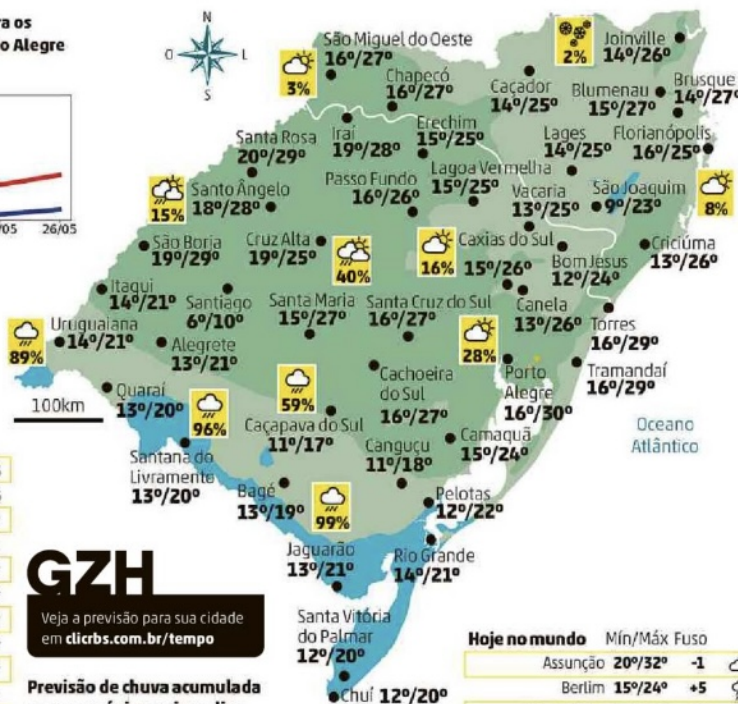 ra os
o Alegre
/05
26/05
N
O
L
S
São Miguel do Oeste
16º/27º
3%
Chapecó
16º/27º
2%
Joinville
14º/26º
Caçador
14º/25º
Blumenau
15º/27º
Brusque
14º/27º
Erechim
15º/25º
Iraí
19º/28º
Santa Rosa
20º/29º
Lages
14º/25º
Florianópolis
16º/25º
Lagoa Vermelha
15º/25º
Passo Fundo
16º/26º
Vacaria
13º/25º
São Joaquim
9º/23º
8%
15%
Santo Ângelo
18º/28º
São Borja
19º/29º
Cruz Alta
19º/25º
40%
16%
Caxias do Sul
15º/26º
Bom Jesus
12º/24º
Criciúma
13º/26º
Itaqui
14º/21º
Santiago
6º/10º
Santa Maria
15º/27º
Santa Cruz do Sul
16º/27º
Canela
13º/26º
Torres
16º/29º
89%
Uruguaiana
14º/21º
Alegrete
13º/21º
28%
Porto
Alegre
16º/30º
Tramandaí
16º/29º
Quaraí
13º/20º
100km
96%
59%
Cachoeira
do Sul
16º/27º
Caçapava do Sul
11º/17º
Oceano
Atlântico
Santana do
Livramento
13º/20º
Canguçu
11º/18º
Camaquã
15º/24º
Bagé
13º/19º
99%
Pelotas
12º/22º
Jaguarão
13º/21º
Rio Grande
14º/21º
GZH
Veja a previsão para sua cidade
em clicrbs.com.br/tempo
Santa Vitória
do Palmar
12º/20º
Chuí 12º/20º
Previsão de chuva acumulada
Hoje no mundo Mín/Máx Fuso
Assunção 20º/32º -1
Berlim 15º/24º +5